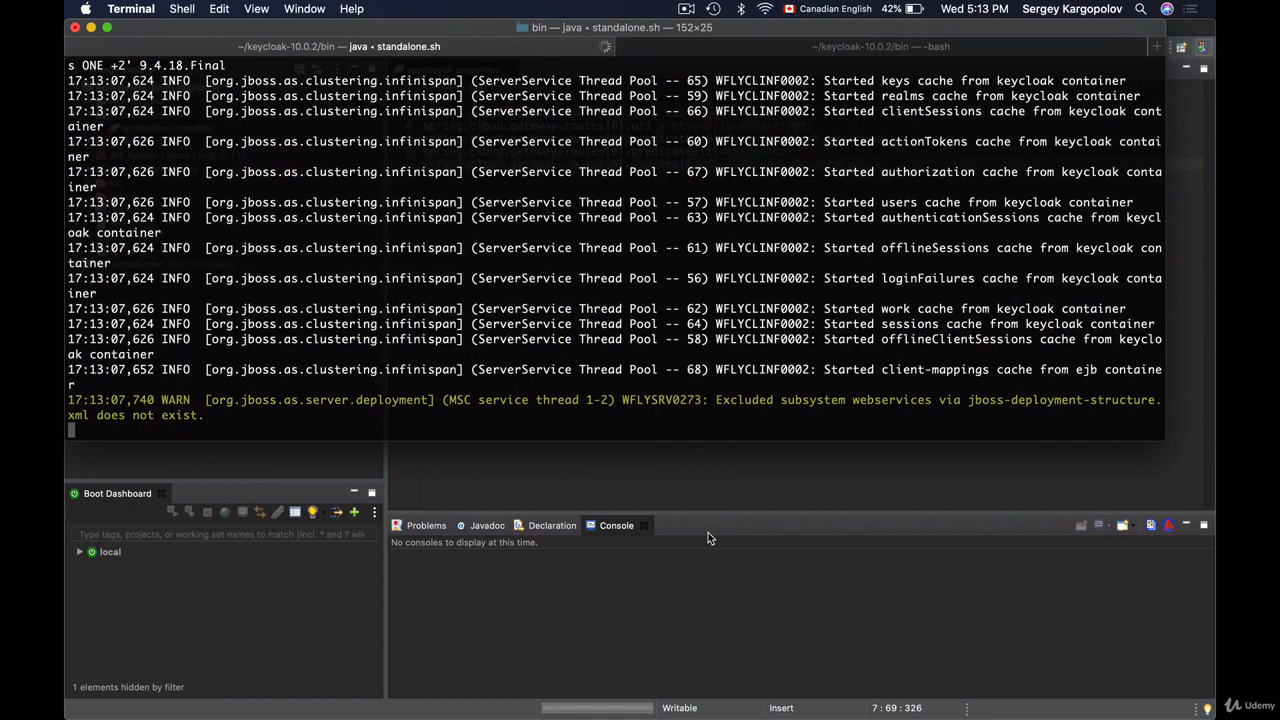 Terminal Shell Edit View Window Help Canadian English 42% Wed 5:13 PM Sergey Kargopolov
bin — java • standalone.sh — 152×25
~/keycloak-10.0.2/bin — java • standalone.sh ~/keycloak-10.0.2/bin — -bash
s ONE +2' 9.4.18.Final
17:13:07,624 INFO [org.jboss.as.clustering.infinispan] (ServerService Thread Pool -- 65) WFLYCLINF0002: Started keys cache from keycloak container
17:13:07,624 INFO [org.jboss.as.clustering.infinispan] (ServerService Thread Pool -- 59) WFLYCLINF0002: Started realms cache from keycloak container
17:13:07,624 INFO [org.jboss.as.clustering.infinispan] (ServerService Thread Pool -- 66) WFLYCLINF0002: Started clientSessions cache from keycloak cont
ainer
17:13:07,626 INFO [org.jboss.as.clustering.infinispan] (ServerService Thread Pool -- 60) WFLYCLINF0002: Started actionTokens cache from keycloak contai
ner
17:13:07,626 INFO [org.jboss.as.clustering.infinispan] (ServerService Thread Pool -- 67) WFLYCLINF0002: Started authorization cache from keycloak conta
iner
17:13:07,626 INFO [org.jboss.as.clustering.infinispan] (ServerService Thread Pool -- 57) WFLYCLINF0002: Started users cache from keycloak container
17:13:07,624 INFO [org.jboss.as.clustering.infinispan] (ServerService Thread Pool -- 63) WFLYCLINF0002: Started authenticationSessions cache from keycl
oak container
17:13:07,626 INFO [org.jboss.as.clustering.infinispan] (ServerService Thread Pool -- 61) WFLYCLINF0002: Started offlineSessions cache from keycloak con
tainer
17:13:07,624 INFO [org.jboss.as.clustering.infinispan] (ServerService Thread Pool -- 56) WFLYCLINF0002: Started loginFailures cache from keycloak conta
iner
17:13:07,626 INFO [org.jboss.as.clustering.infinispan] (ServerService Thread Pool -- 62) WFLYCLINF0002: Started work cache from keycloak container
17:13:07,624 INFO [org.jboss.as.clustering.infinispan] (ServerService Thread Pool -- 64) WFLYCLINF0002: Started sessions cache from keycloak container
17:13:07,626 INFO [org.jboss.as.clustering.infinispan] (ServerService Thread Pool -- 58) WFLYCLINF0002: Started offlineClientSessions cache from keyclo
ak container
17:13:07,652 INFO [org.jboss.as.clustering.infinispan] (ServerService Thread Pool -- 68) WFLYCLINF0002: Started client-mappings cache from ejb containe
r
17:13:07,740 WARN [org.jboss.as.server.deployment] (MSC service thread 1-2) WFLYSRV0273: Excluded subsystem webservices via jboss-deployment-structure.
xml does not exist.
Boot Dashboard
Type tags, projects, or working set names to match (incl. * and ? wil
local
1 elements hidden by filter
Problems Javadoc Declaration Console
No consoles to display at this time.
Writable Insert 7 : 69 : 326
Udemy